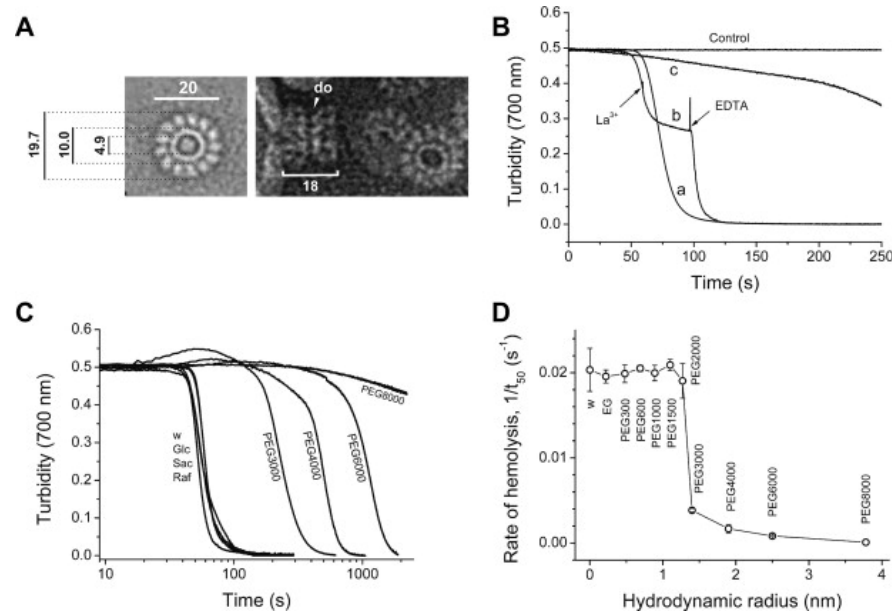 A
20
do
19.7
10.0
4.9
18
B
Control
c
La³⁺
b
EDTA
a
0.5
0.4
0.3
0.2
0.1
0.0
Turbidity (700 nm)
0 50 100 150 200 250
Time (s)
C
0.6
0.5
0.4
0.3
0.2
0.1
0.0
Turbidity (700 nm)
w
Glc
Sac
Raf
PEG3000
PEG4000
PEG6000
PEG8000
10 100 1000
Time (s)
D
Rate of hemolysis, 1/t₅₀ (s⁻¹)
0.02
0.01
0.00
w
EG
PEG300
PEG600
PEG1000
PEG1500
PEG2000
PEG3000
PEG4000
PEG6000
PEG8000
0 1 2 3 4
Hydrodynamic radius (nm)